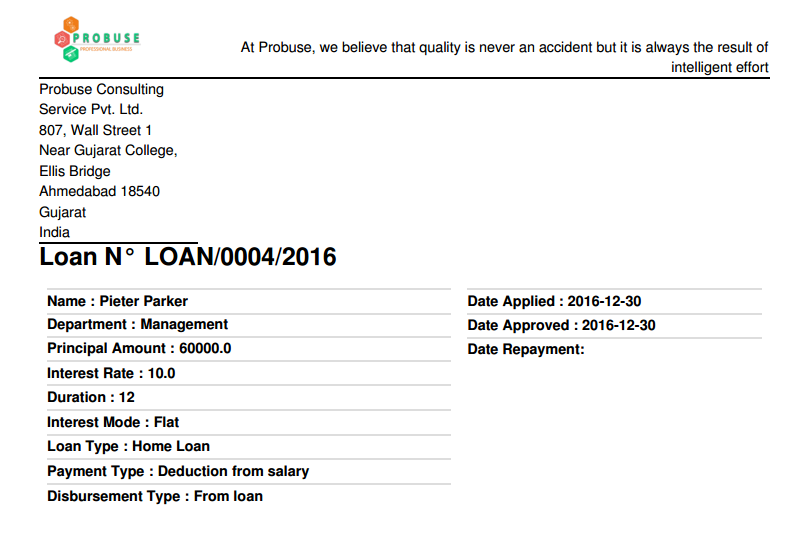 PROBUSE
PROFESSIONAL BUSINESS
At Probuse, we believe that quality is never an accident but it is always the result of
intelligent effort
Probuse Consulting
Service Pvt. Ltd.
807, Wall Street 1
Near Gujarat College,
Ellis Bridge
Ahmedabad 18540
Gujarat
India
Loan N° LOAN/0004/2016
Name : Pieter Parker
Department : Management
Principal Amount : 60000.0
Interest Rate : 10.0
Duration : 12
Interest Mode : Flat
Loan Type : Home Loan
Payment Type : Deduction from salary
Disbursement Type : From loan
Date Applied : 2016-12-30
Date Approved : 2016-12-30
Date Repayment: